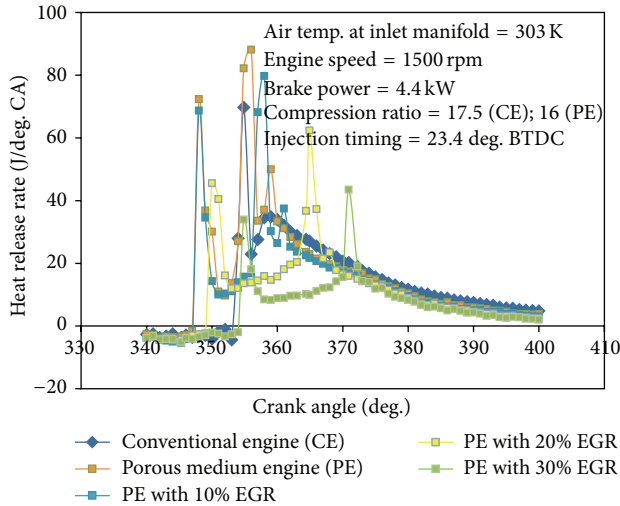 100
80
60
40
20
0
−20
Heat release rate (J/deg. CA)
Air temp. at inlet manifold = 303 K
Engine speed = 1500 rpm
Brake power = 4.4 kW
Compression ratio = 17.5 (CE); 16 (PE)
Injection timing = 23.4 deg. BTDC
330 340 350 360 370 380 390 400 410
Crank angle (deg.)
Conventional engine (CE)
Porous medium engine (PE)
PE with 10% EGR
PE with 20% EGR
PE with 30% EGR